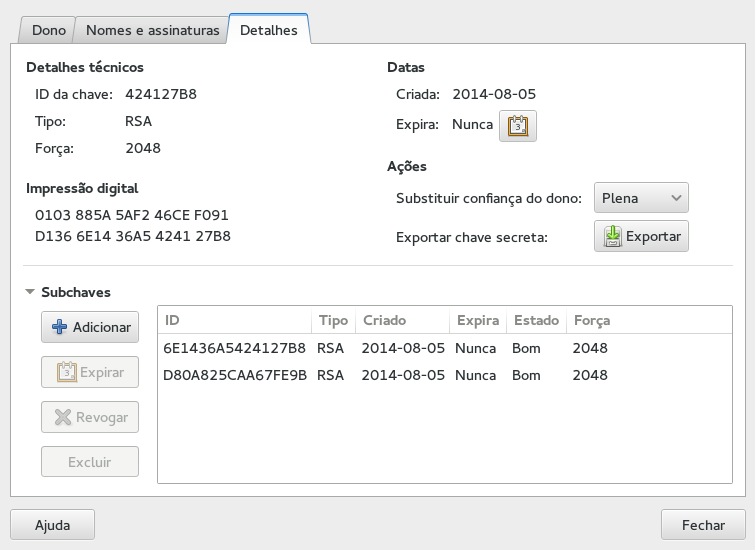 Dono Nomes e assinaturas Detalhes
Detalhes técnicos
ID da chave: 424127B8
Tipo: RSA
Força: 2048
Impressão digital
0103 885A 5AF2 46CE F091
D136 6E14 36A5 4241 27B8
Datas
Criada: 2014-08-05
Expira: Nunca 3
Ações
Substituir confiança do dono: Plena
Exportar chave secreta: Exportar
Subchaves
Adicionar
3 Expirar
Revogar
Excluir
ID Tipo Criado Expira Estado Força
6E1436A5424127B8 RSA 2014-08-05 Nunca Bom 2048
D80A825CAA67FE9B RSA 2014-08-05 Nunca Bom 2048
Ajuda Fechar